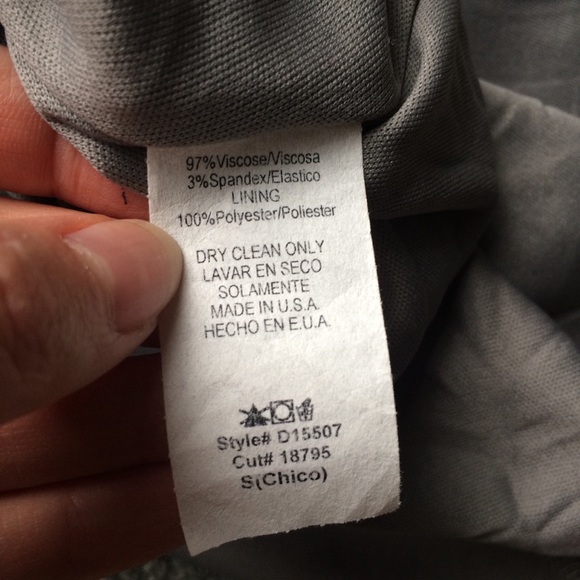 97%Viscose/Viscosa
3%Spandex/Elastico
LINING
100%Polyester/Poliester
DRY CLEAN ONLY
LAVAR EN SECO
SOLAMENTE
MADE IN U.S.A.
HECHO EN E.U.A.
Style# D15507
Cut# 18795
S(Chico)